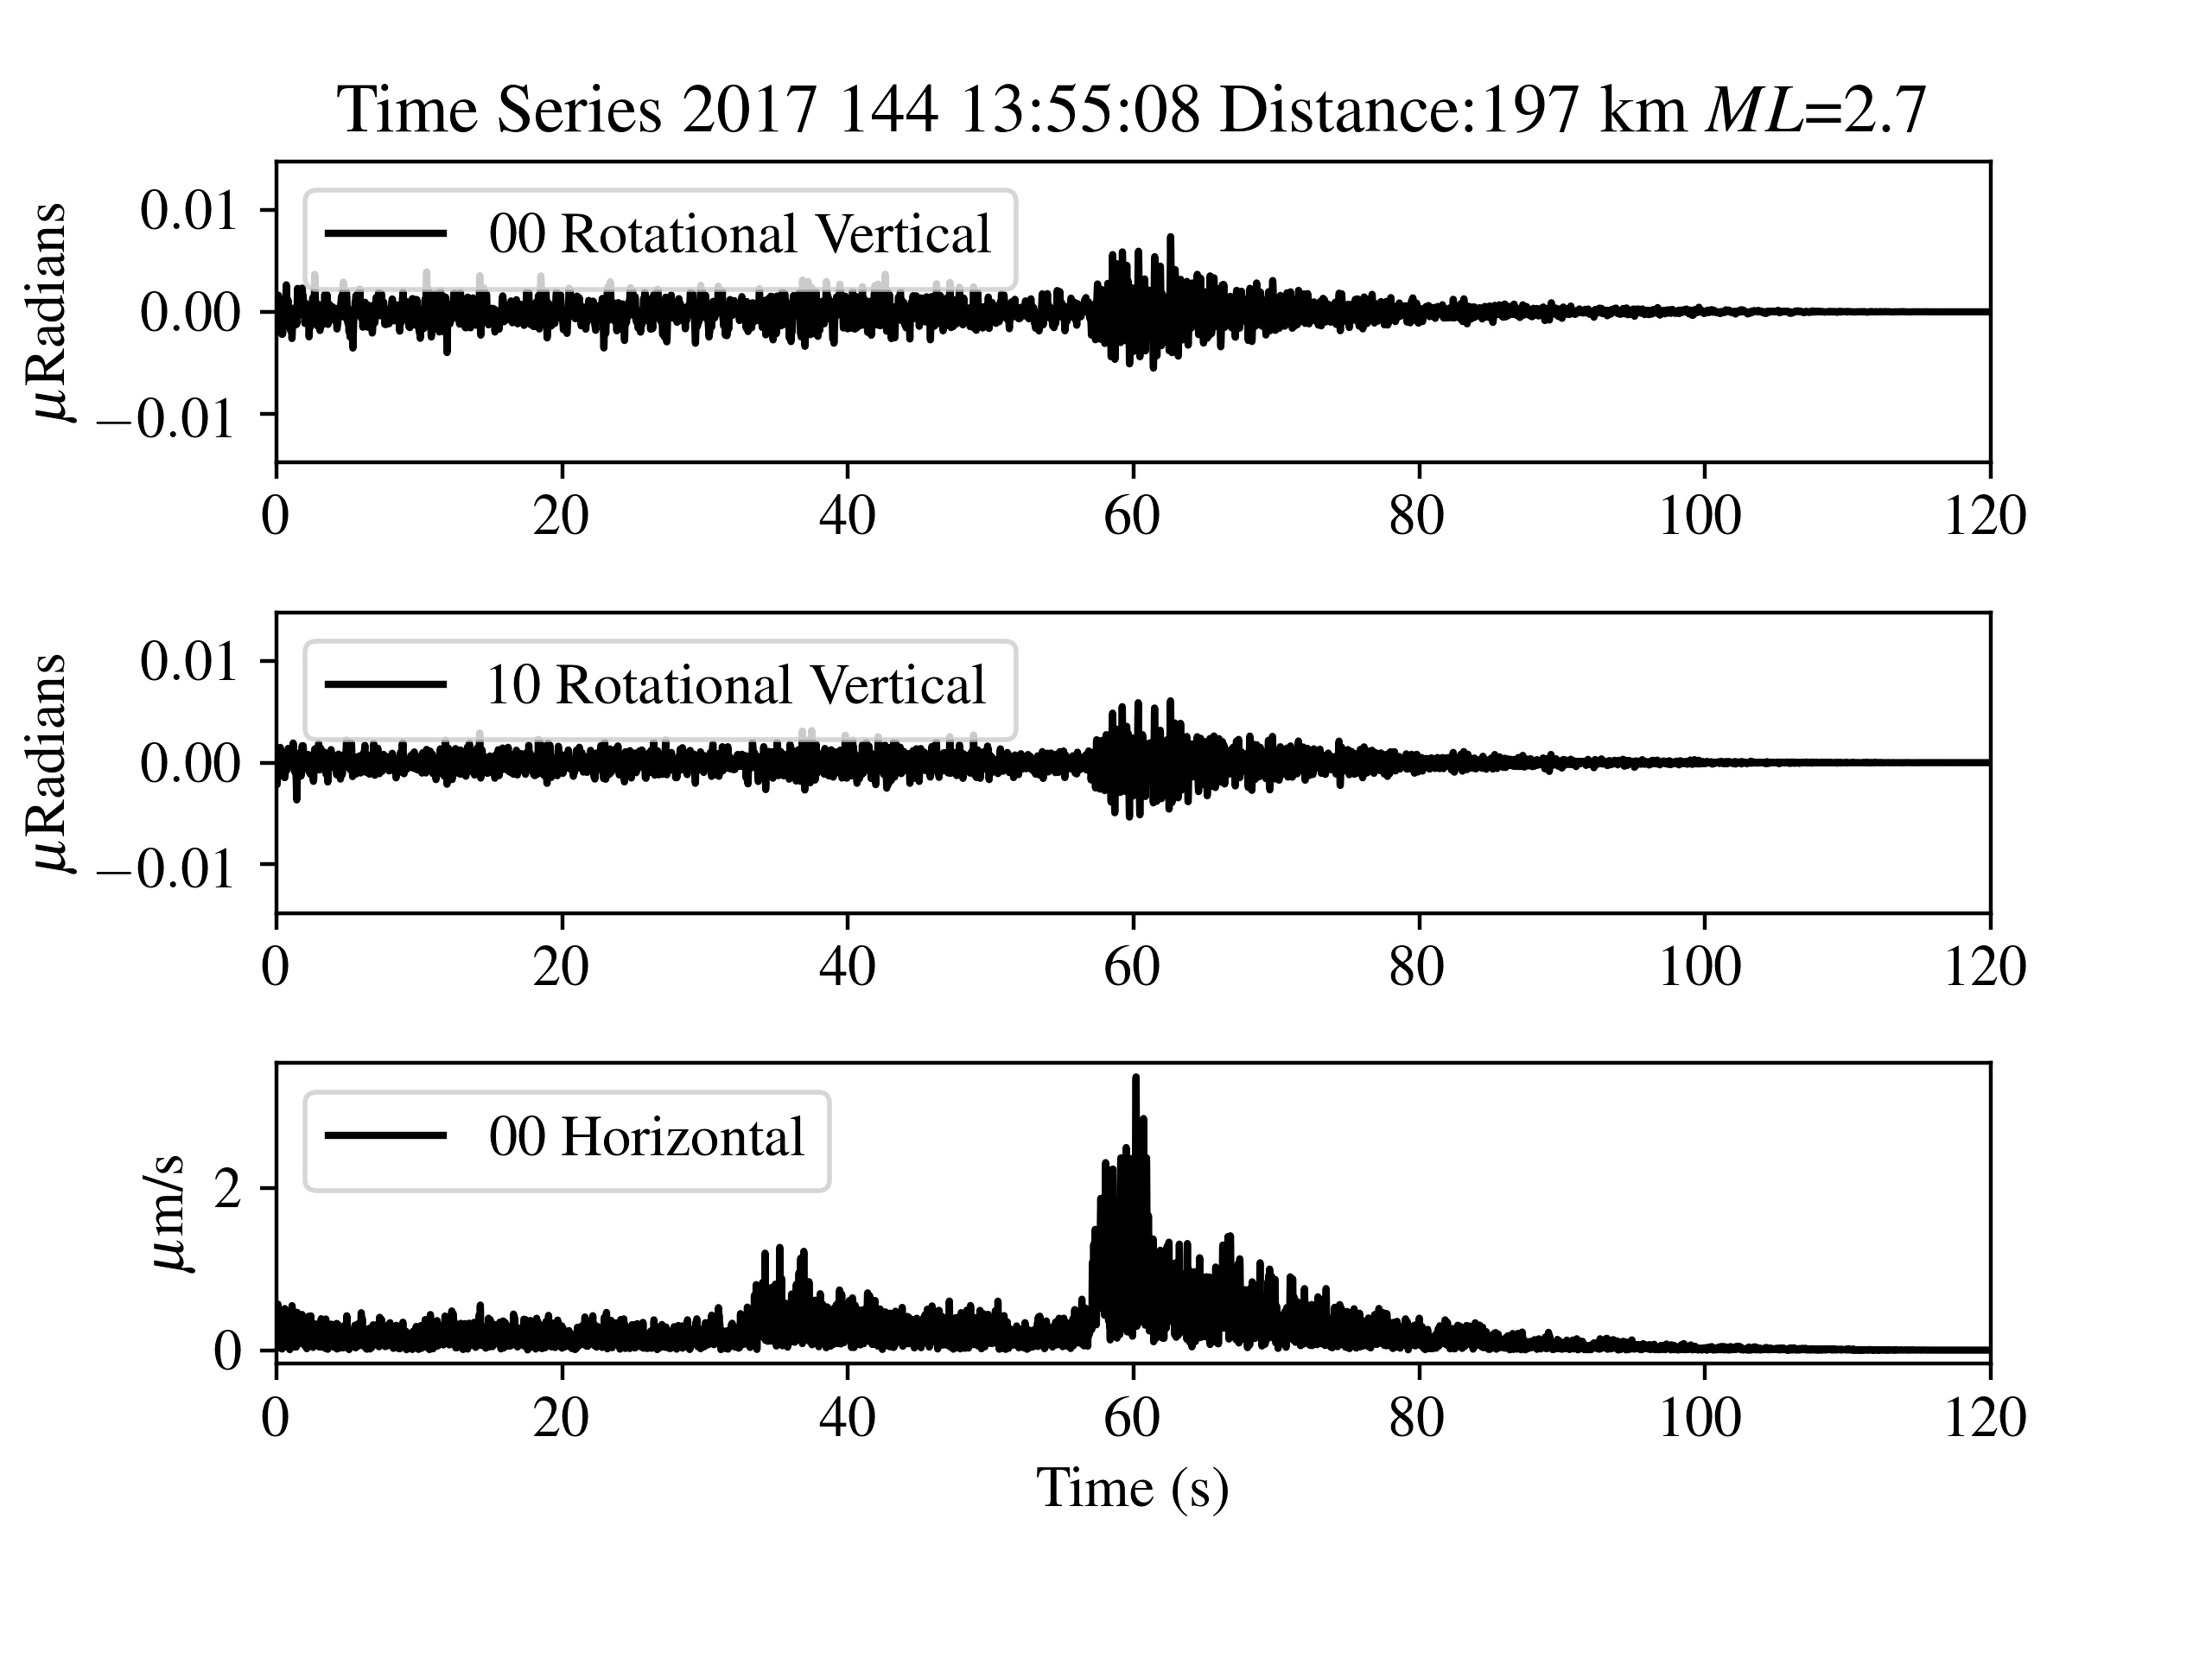 Time Series 2017 144 13:55:08 Distance:197 km ML=2.7
00 Rotational Vertical
μRadians
0.01
0.00
−0.01
0 20 40 60 80 100 120
10 Rotational Vertical
μRadians
0.01
0.00
−0.01
0 20 40 60 80 100 120
00 Horizontal
μm/s
2
0
0 20 40 60 80 100 120
Time (s)